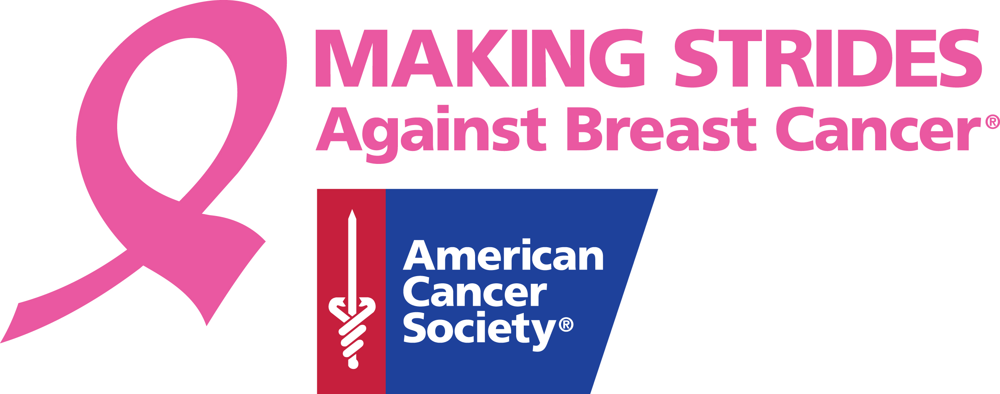 MAKING STRIDES
Against Breast Cancer®
American
Cancer
Society®